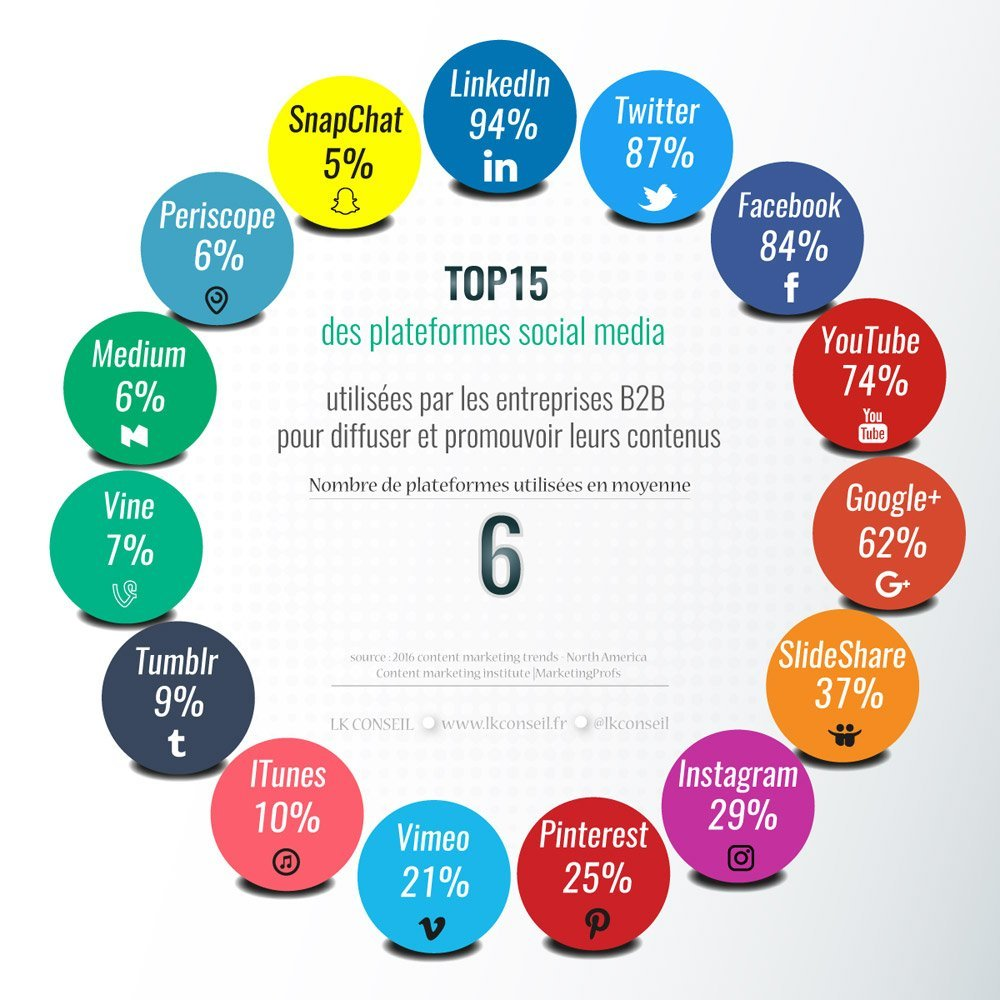 LinkedIn
94%
in
Twitter
87%
Facebook
84%
f
YouTube
74%
You
Tube
Google+
62%
G+
SlideShare
37%
Instagram
29%
Pinterest
25%
Vimeo
21%
ITunes
10%
Tumblr
9%
t
Vine
7%
Medium
6%
Periscope
6%
SnapChat
5%
TOP15
des plateformes social media
utilisées par les entreprises B2B
pour diffuser et promouvoir leurs contenus
Nombre de plateformes utilisées en moyenne
6
source : 2016 content marketing trends - North America
Content marketing institute |MarketingProfs
LK CONSEIL www.lkconseil.fr @lkconseil